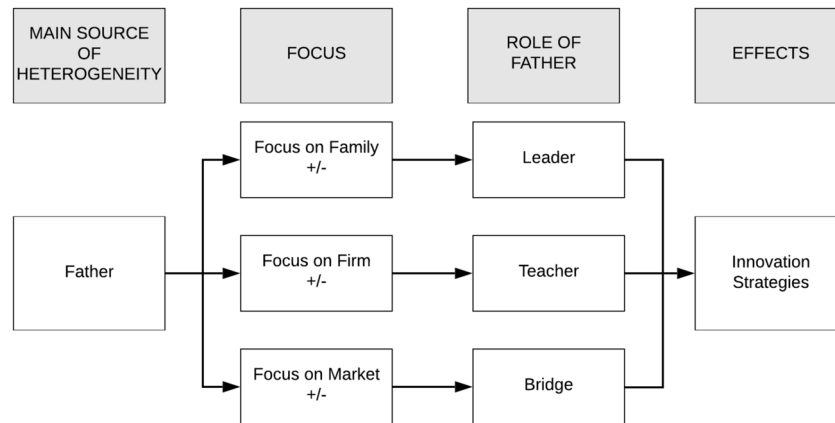 MAIN SOURCE
OF
HETEROGENEITY
FOCUS
ROLE OF
FATHER
EFFECTS
Focus on Family
+/-
Leader
Father
Focus on Firm
+/-
Teacher
Innovation
Strategies
Focus on Market
+/-
Bridge